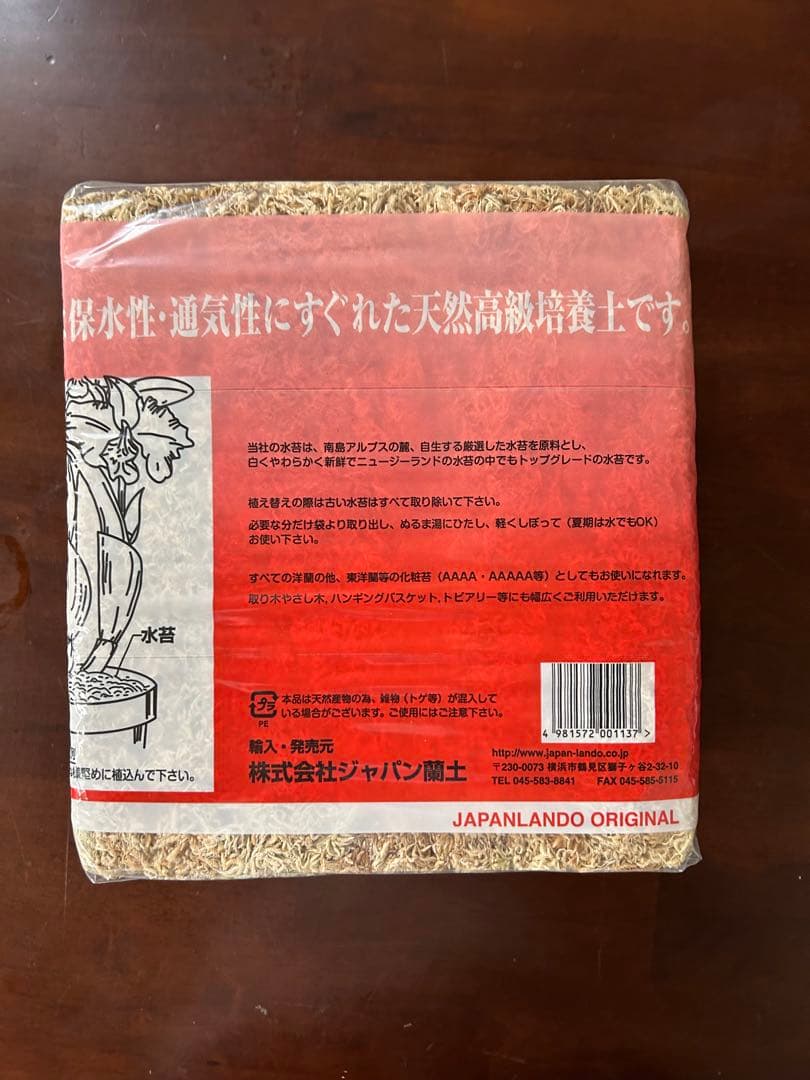 保水性・通気性にすぐれた天然高級培養土です。
当社の水苔は、南島アルプスの麓、自生する厳選した水苔を原料とし、
白くやわらかく新鮮でニュージーランドの水苔の中でもトップグレードの水苔です。
植え替えの際は古い水苔はすべて取り除いて下さい。
必要な分だけ袋より取り出し、ぬるま湯にひたし、軽くしぼって（夏期は水でもOK）
お使い下さい。
すべての洋蘭の他、東洋蘭等の化粧苔（AAAA・AAAAA等）としてもお使いになれます。
取り木やさし木,ハンギングバスケット,トピアリー等にも幅広くご利用いただけます。
水苔
堅めに植込んで下さい。
プラ
PE
本品は天然産物の為、雑物（トゲ等）が混入して
いる場合がございます。ご使用にはご注意下さい。
輸入・発売元
株式会社ジャパン蘭土
4 981572 001137 >
http://www.japan-lando.co.jp
〒230-0073 横浜市鶴見区獅子ヶ谷2-32-10
TEL 045-583-8841 FAX 045-585-5115
JAPANLANDO ORIGINAL